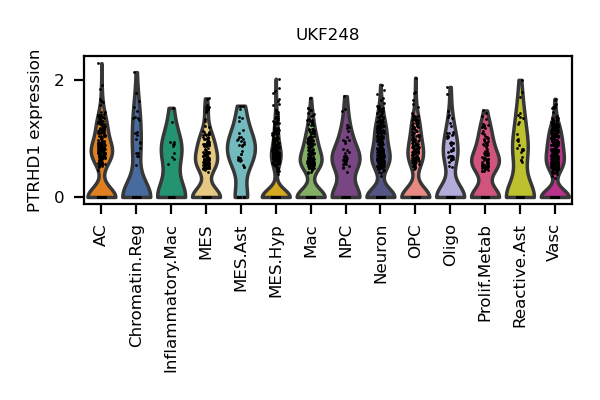 UKF248
PTRHD1 expression
2
0
AC
Chromatin.Reg
Inflammatory.Mac
MES
MES.Ast
MES.Hyp
Mac
NPC
Neuron
OPC
Oligo
Prolif.Metab
Reactive.Ast
Vasc